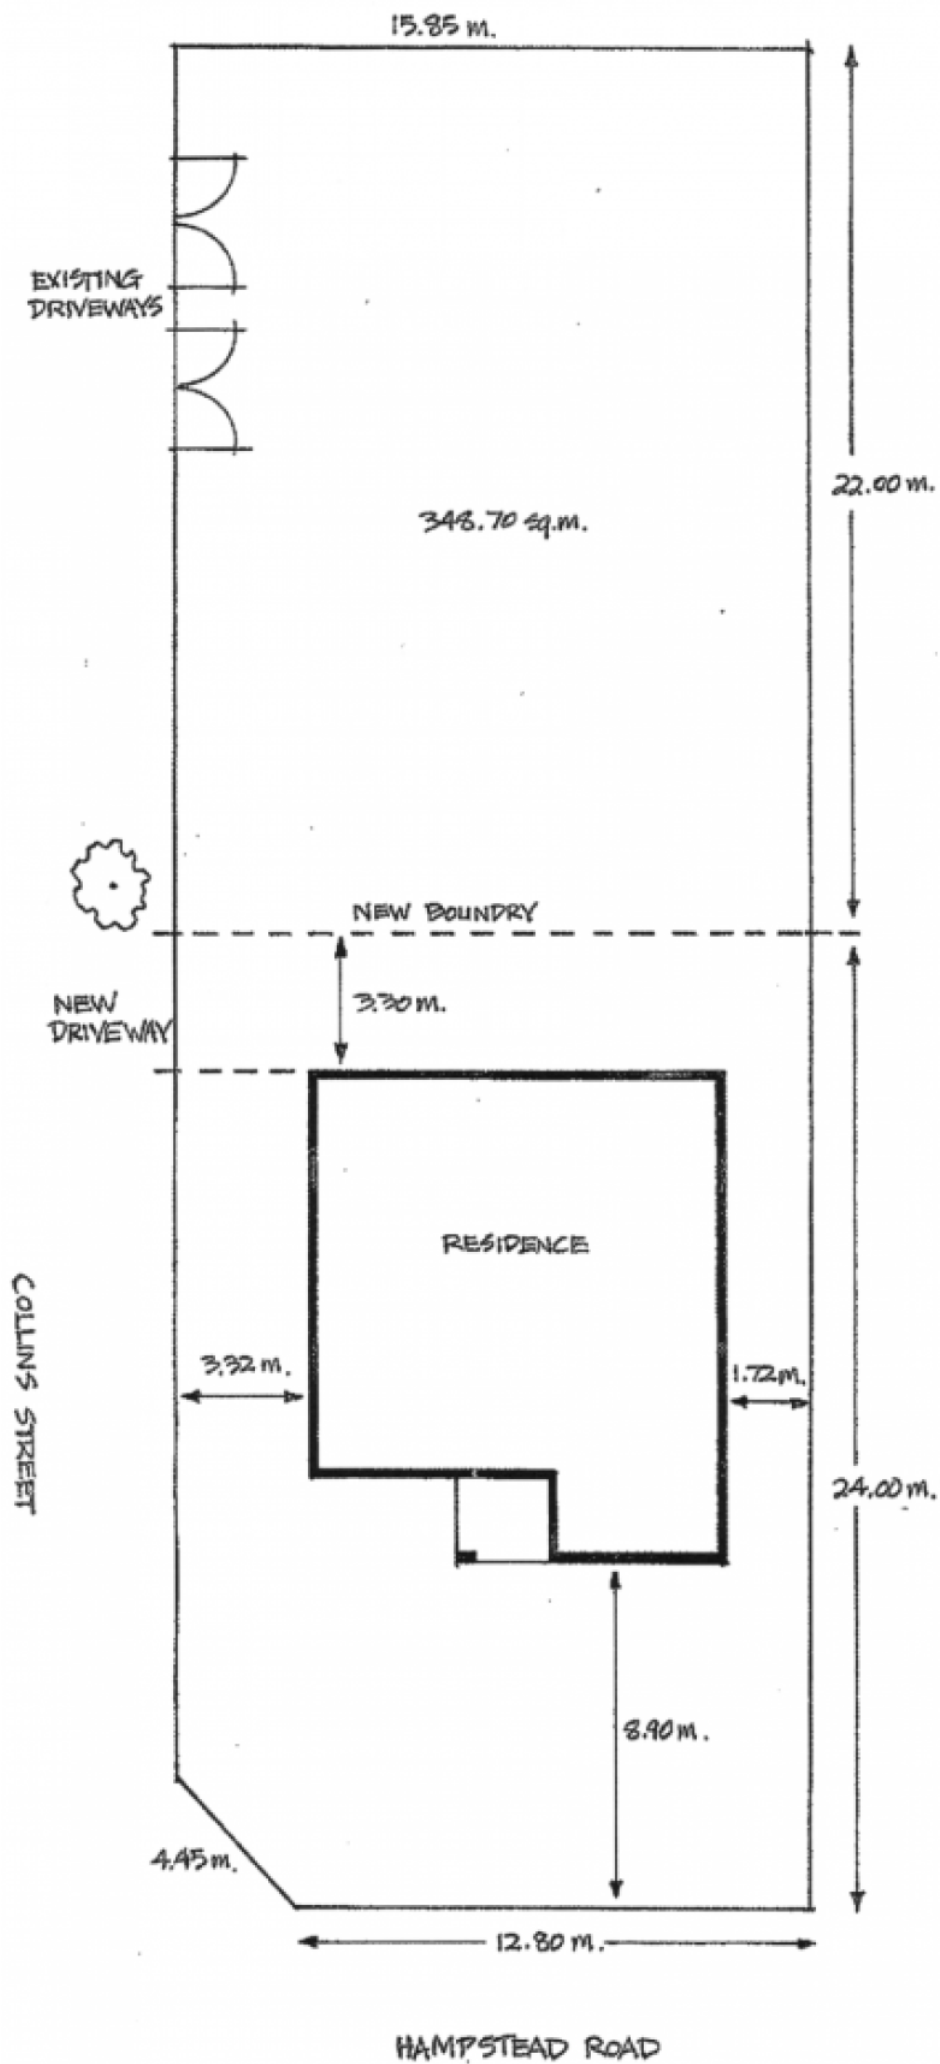 15.85 m.
EXISTING
DRIVEWAYS
22.00 m.
348.70 sq.m.
NEW BOUNDRY
3.30 m.
NEW
DRIVEWAY
RESIDENCE
COLLINS STREET
3.32 m.
1.72 m.
24.00 m.
8.90 m.
4.45 m.
12.80 m.
HAMPSTEAD ROAD